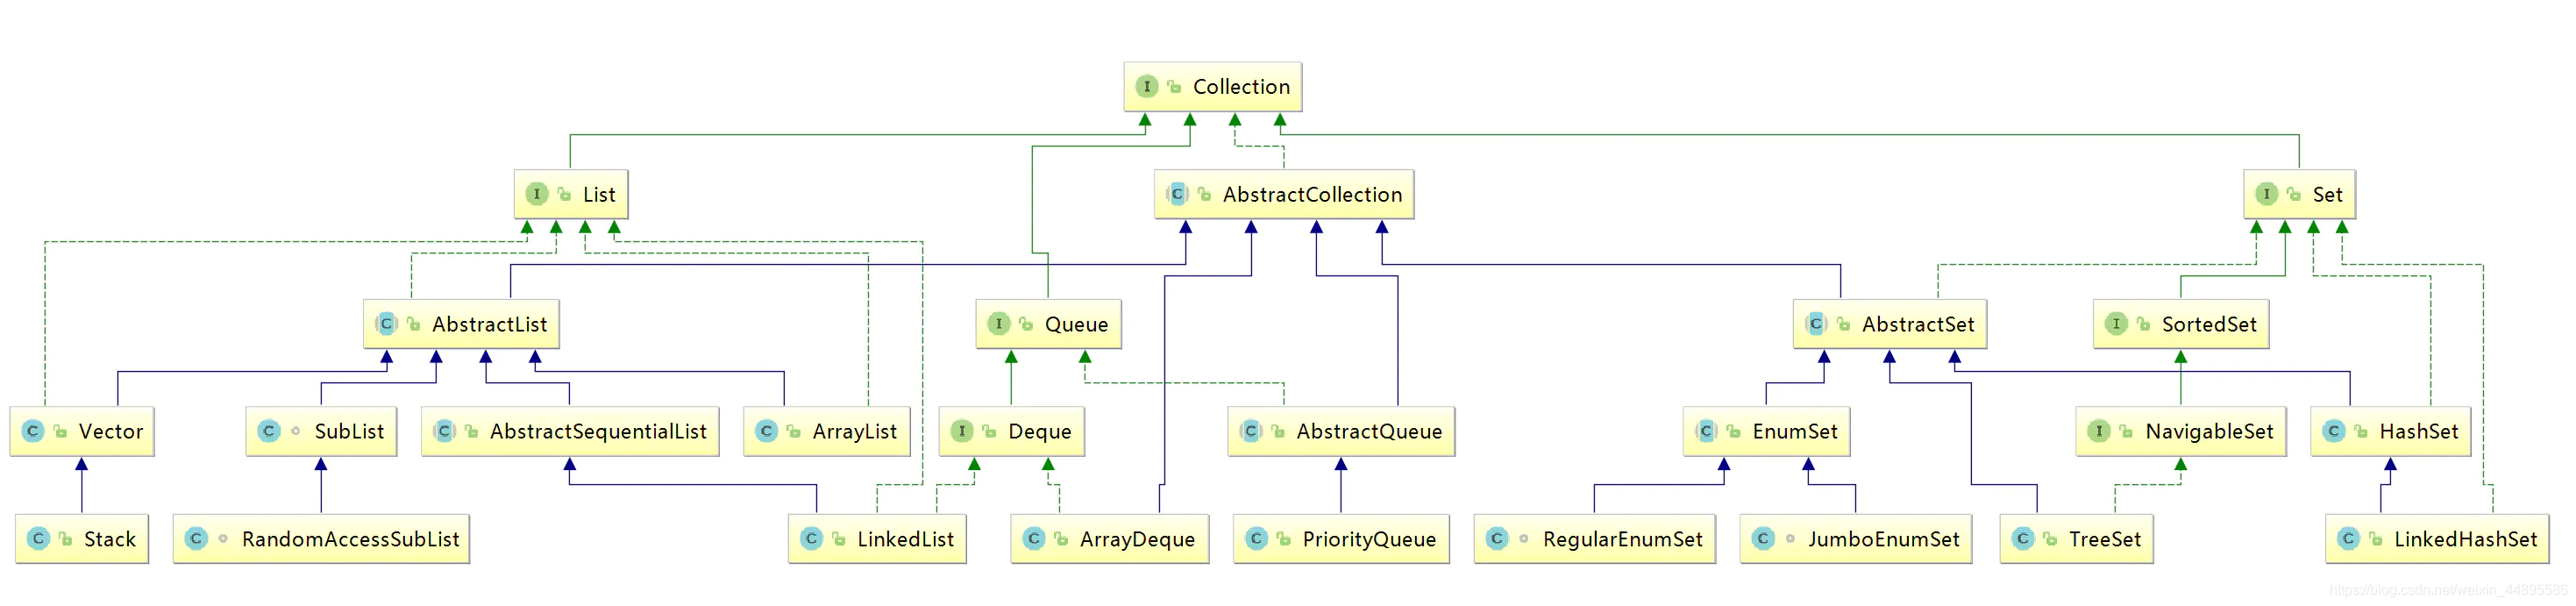 I Collection
I List
C AbstractCollection
I Set
C AbstractList
I Queue
C AbstractSet
I SortedSet
C Vector
C SubList
C AbstractSequentialList
C ArrayList
I Deque
C AbstractQueue
C EnumSet
I NavigableSet
C HashSet
C Stack
C RandomAccessSubList
C LinkedList
C ArrayDeque
C PriorityQueue
C RegularEnumSet
C JumboEnumSet
C TreeSet
C LinkedHashSet
https://blog.csdn.net/weixin_44895586